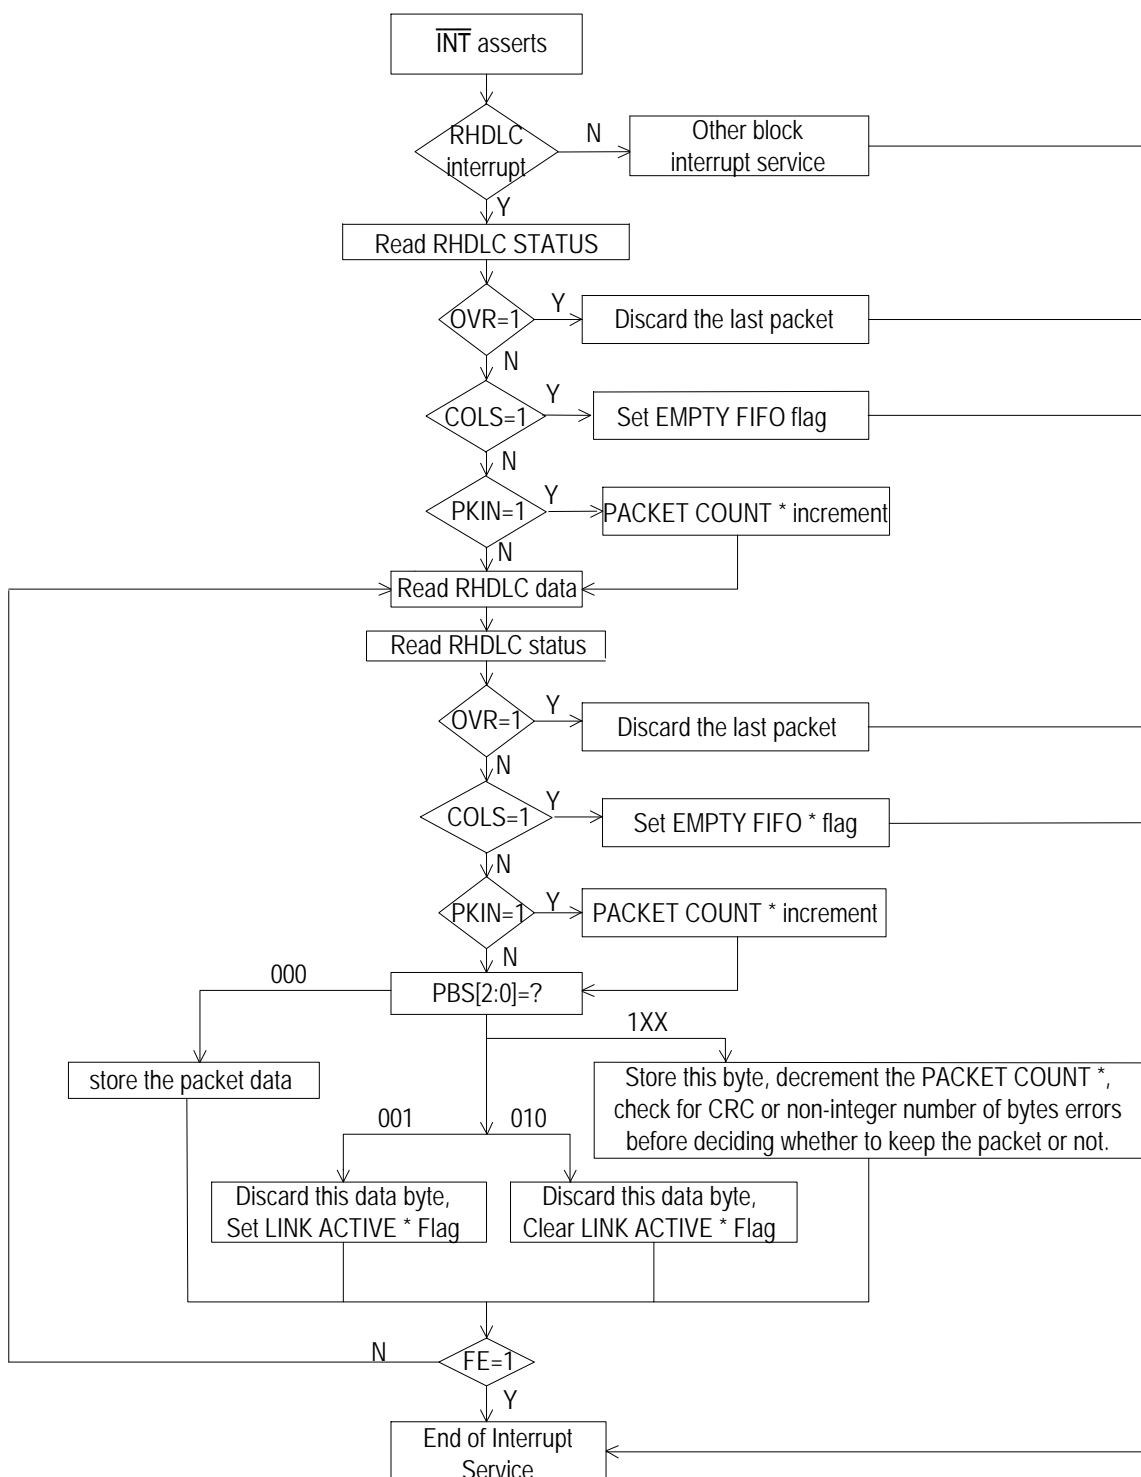 INT asserts
RHDLC
interrupt
N
Other block
interrupt service
Y
Read RHDLC STATUS
OVR=1
Y
Discard the last packet
N
COLS=1
Y
Set EMPTY FIFO flag
N
PKIN=1
Y
PACKET COUNT * increment
N
Read RHDLC data
Read RHDLC status
OVR=1
Y
Discard the last packet
N
COLS=1
Y
Set EMPTY FIFO * flag
N
PKIN=1
Y
PACKET COUNT * increment
N
000
PBS[2:0]=?
1XX
store the packet data
Store this byte, decrement the PACKET COUNT *,
check for CRC or non-integer number of bytes errors
before deciding whether to keep the packet or not.
001
010
Discard this data byte,
Set LINK ACTIVE * Flag
Discard this data byte,
Clear LINK ACTIVE * Flag
N
FE=1
Y
End of Interrupt
Service